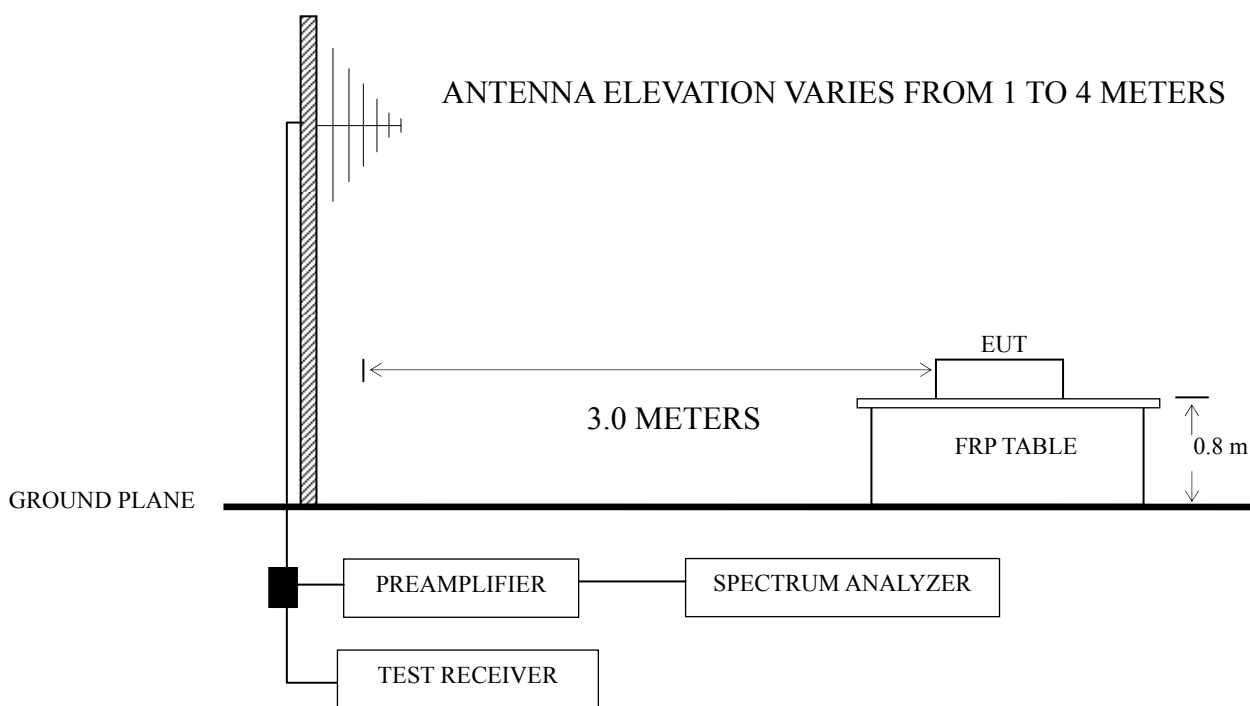 ANTENNA ELEVATION VARIES FROM 1 TO 4 METERS
EUT
3.0 METERS
FRP TABLE
0.8 m
GROUND PLANE
PREAMPLIFIER
SPECTRUM ANALYZER
TEST RECEIVER